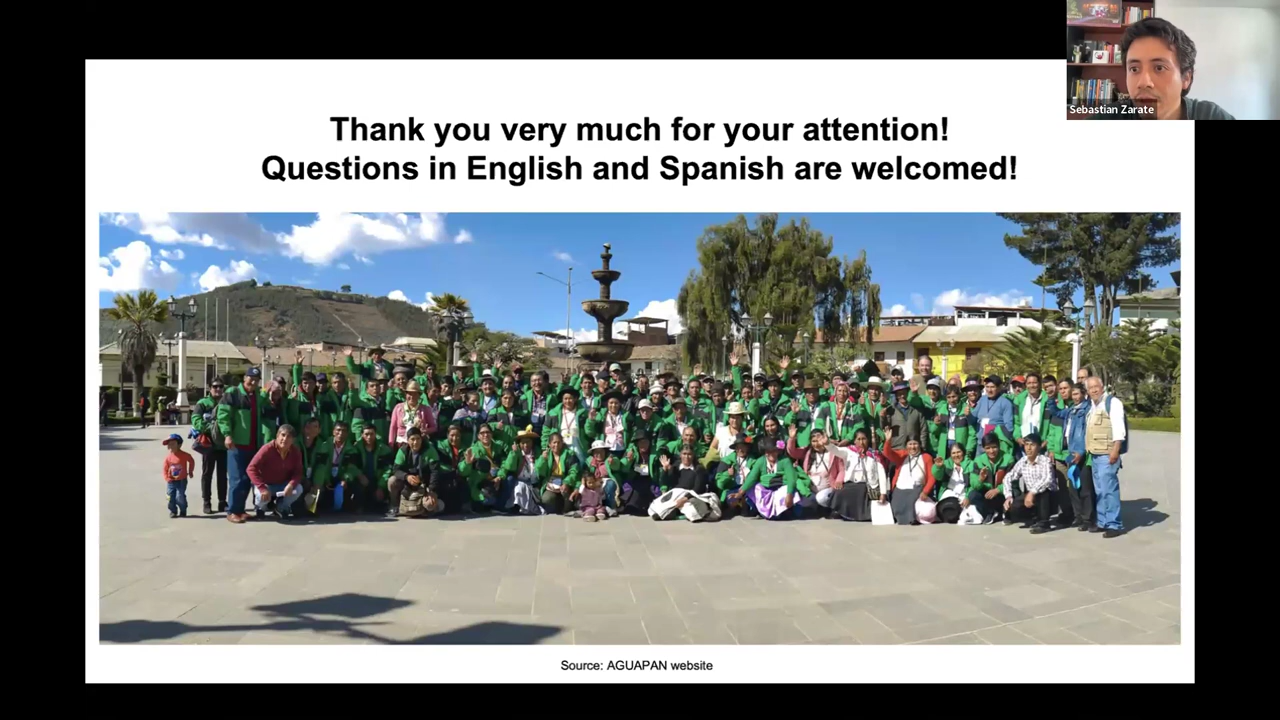 Sebastian Zarate
Thank you very much for your attention!
Questions in English and Spanish are welcomed!
Source: AGUAPAN website